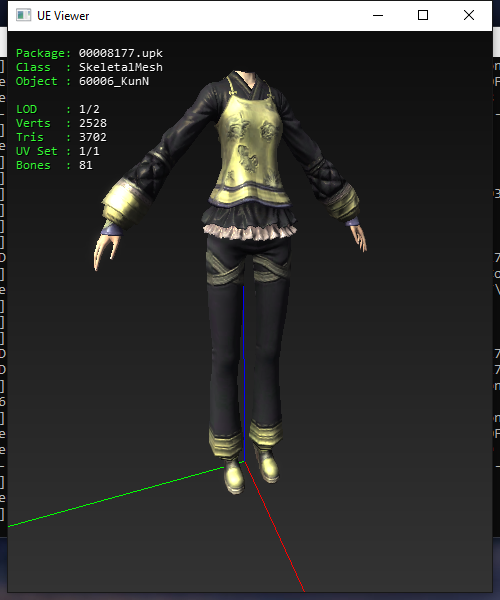 UE Viewer
Package: 00008177.upk
Class  : SkeletalMesh
Object : 60006_KunN
LOD    : 1/2
Verts  : 2528
Tris   : 3702
UV Set : 1/1
Bones  : 81